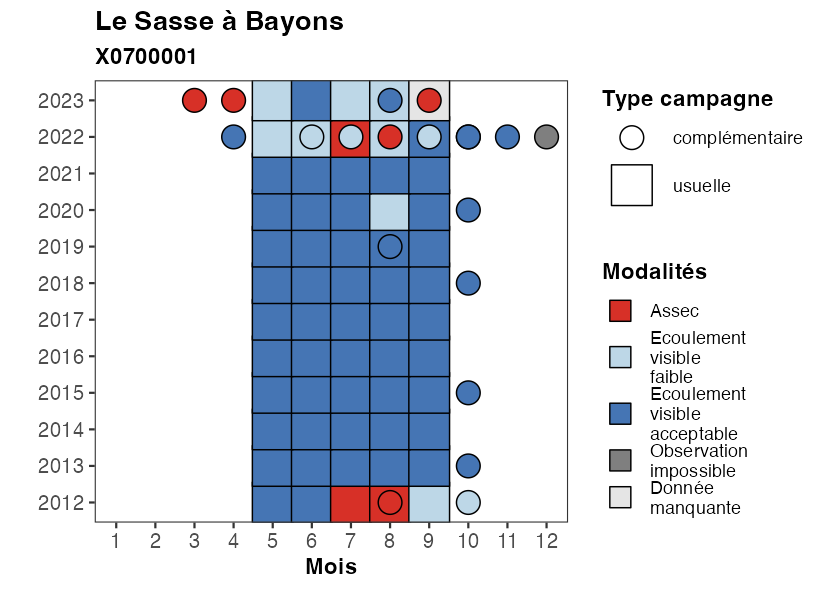 Le Sasse à Bayons
X0700001
2023
2022
2021
2020
2019
2018
2017
2016
2015
2014
2013
2012
1 2 3 4 5 6 7 8 9 10 11 12
Mois
Type campagne
complémentaire
usuelle
Modalités
Assec
Ecoulement
visible
faible
Ecoulement
visible
acceptable
Observation
impossible
Donnée
manquante